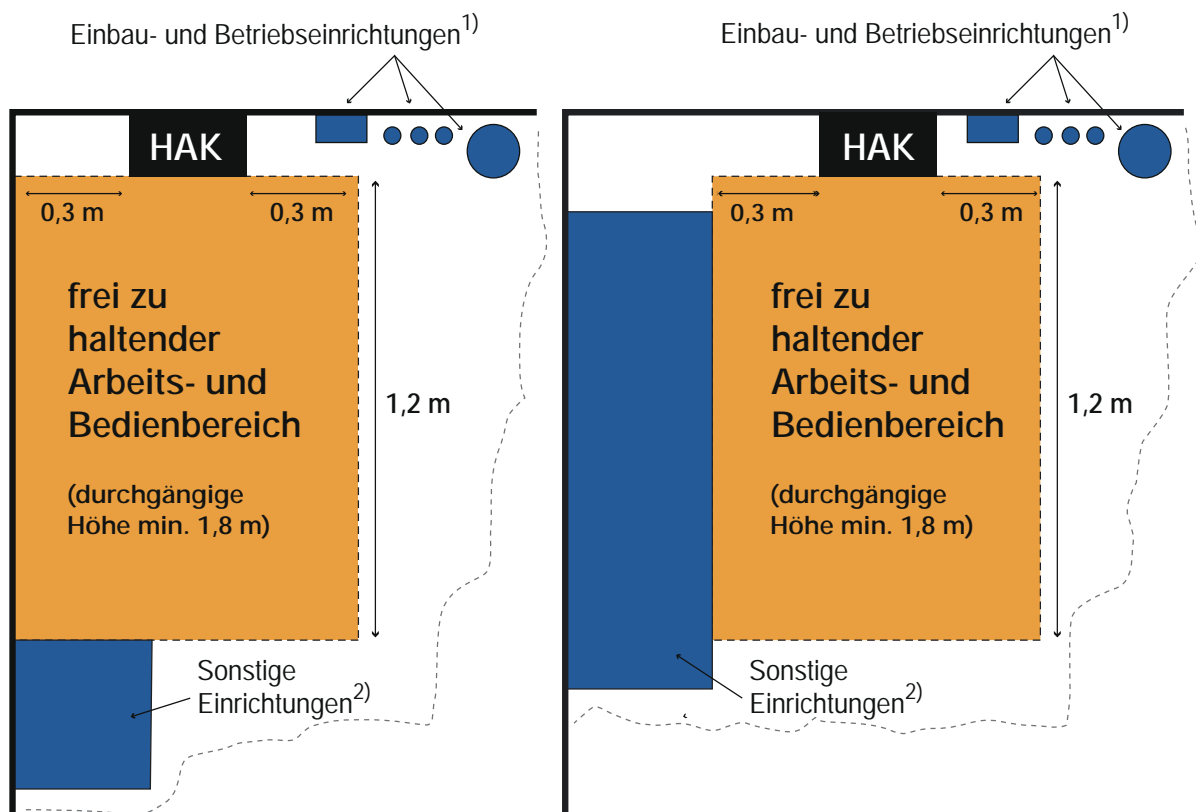 Einbau- und Betriebseinrichtungen1)
HAK
0,3 m
0,3 m
frei zu
haltender
Arbeits- und
Bedienbereich
(durchgängige
Höhe min. 1,8 m)
1,2 m
Sonstige
Einrichtungen2)
Einbau- und Betriebseinrichtungen1)
HAK
0,3 m
0,3 m
frei zu
haltender
Arbeits- und
Bedienbereich
(durchgängige
Höhe min. 1,8 m)
1,2 m
Sonstige
Einrichtungen2)